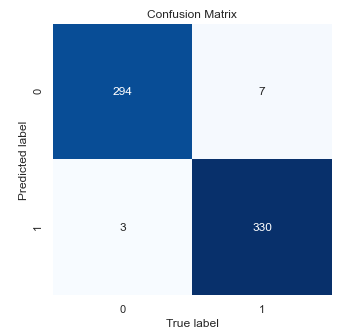 Confusion Matrix
Predicted label
0
294
7
1
3
330
0
1
True label